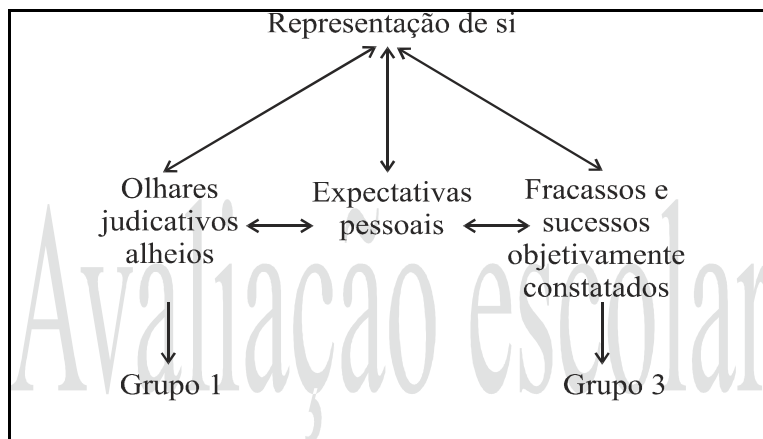 Representação de si
Olhares
judicativos
alheios
Expectativas
pessoais
Fracassos e
sucessos
objetivamente
constatados
Grupo 1
Grupo 3
Avaliação escolar